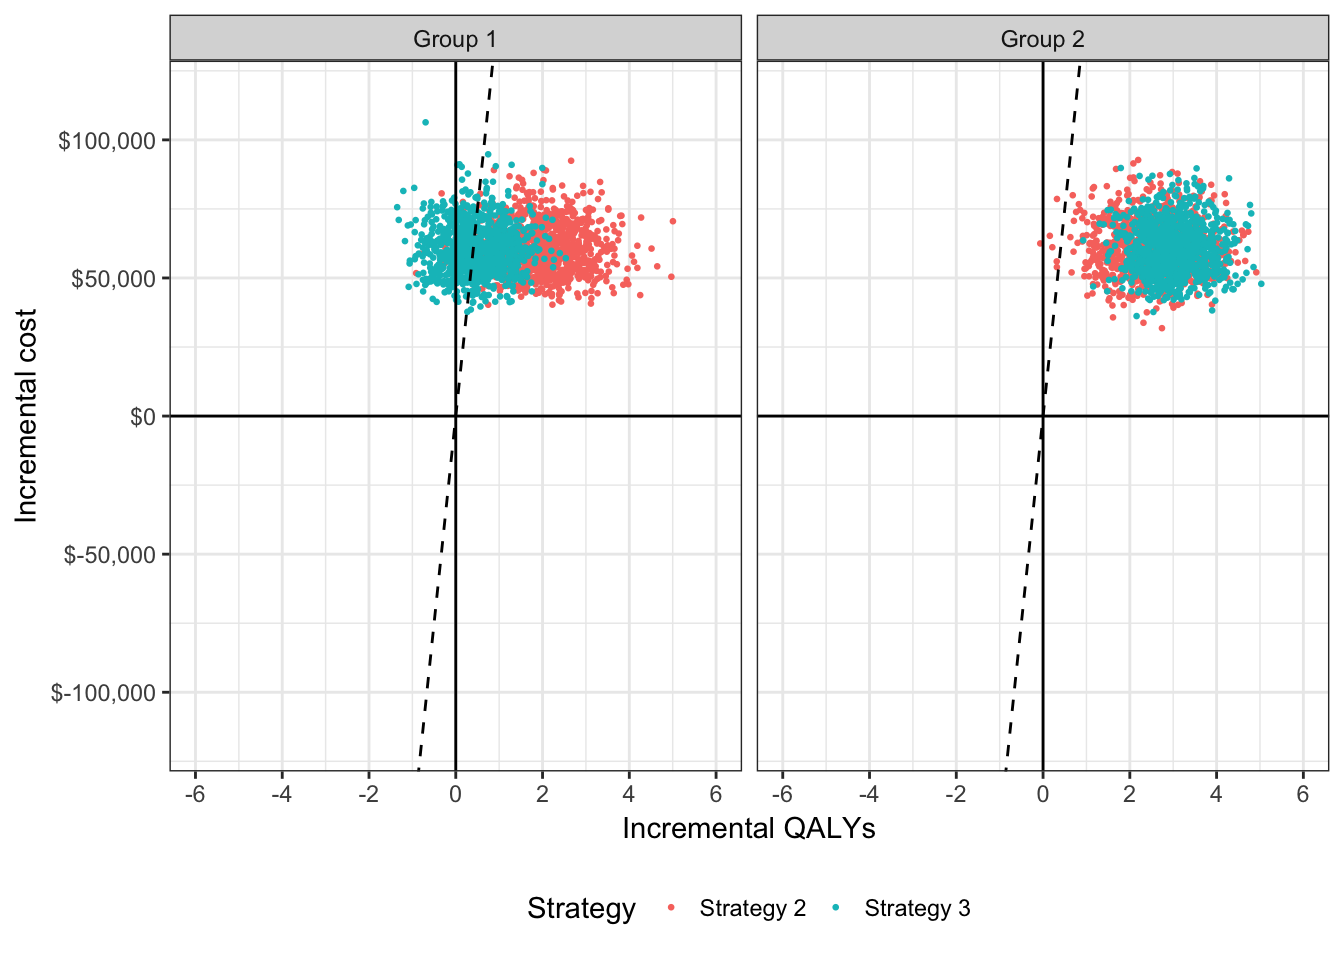 Group 1
Group 2
Incremental cost
$100,000
$50,000
$0
$-50,000
$-100,000
-6 -4 -2 0 2 4 6
-6 -4 -2 0 2 4 6
Incremental QALYs
Strategy Strategy 2 Strategy 3